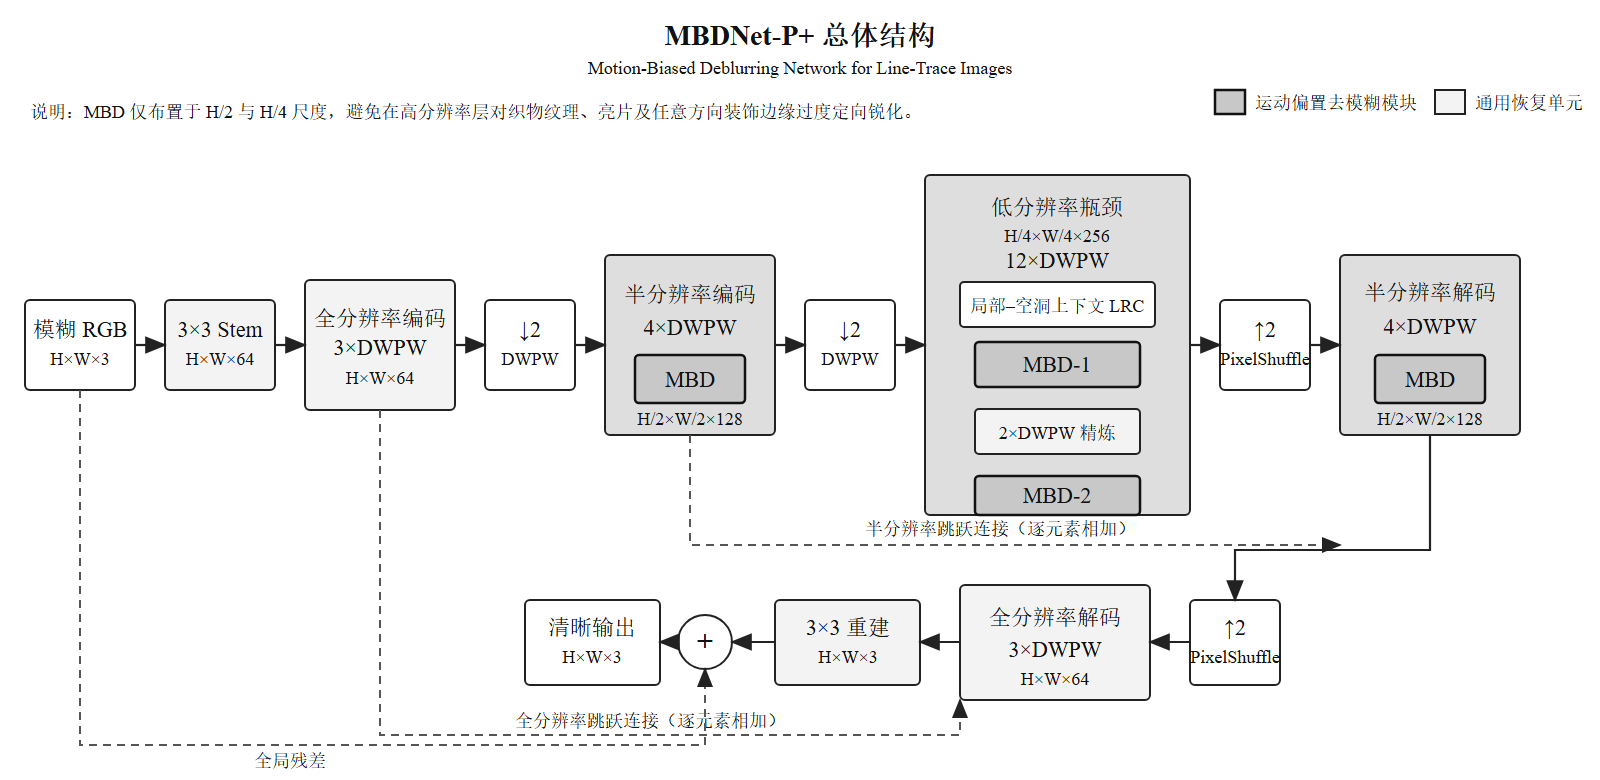 MBDNet-P+ 总体结构
Motion-Biased Deblurring Network for Line-Trace Images
说明：MBD 仅布置于 H/2 与 H/4 尺度，避免在高分辨率层对织物纹理、亮片及任意方向装饰边缘过度定向锐化。
运动偏置去模糊模块
通用恢复单元
模糊 RGB
H×W×3
3×3 Stem
H×W×64
全分辨率编码
3×DWPW
H×W×64
↓2
DWPW
半分辨率编码
4×DWPW
MBD
H/2×W/2×128
↓2
DWPW
低分辨率瓶颈
H/4×W/4×256
12×DWPW
局部–空洞上下文 LRC
MBD-1
2×DWPW 精炼
MBD-2
↑2
PixelShuffle
半分辨率解码
4×DWPW
MBD
H/2×W/2×128
半分辨率跳跃连接（逐元素相加）
清晰输出
H×W×3
+
3×3 重建
H×W×3
全分辨率解码
3×DWPW
H×W×64
↑2
PixelShuffle
全分辨率跳跃连接（逐元素相加）
全局残差